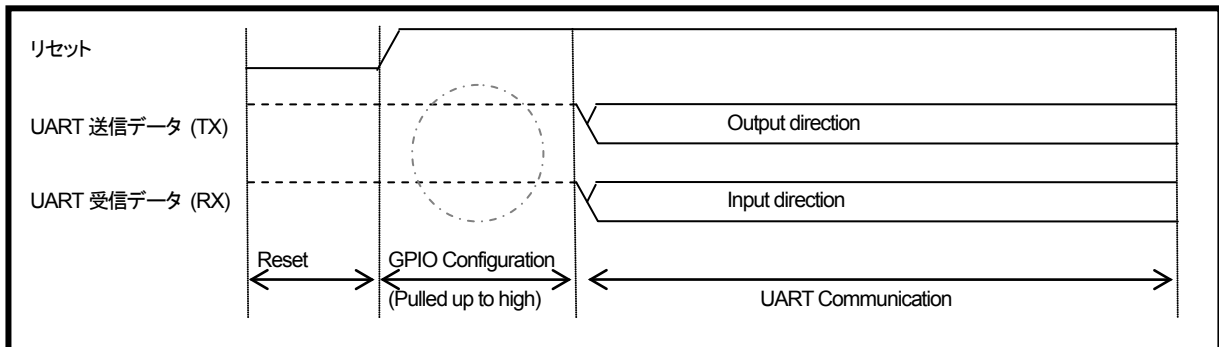 リセット
UART 送信データ (TX)
Output direction
UART 受信データ (RX)
Input direction
Reset
GPIO Configuration
(Pulled up to high)
UART Communication